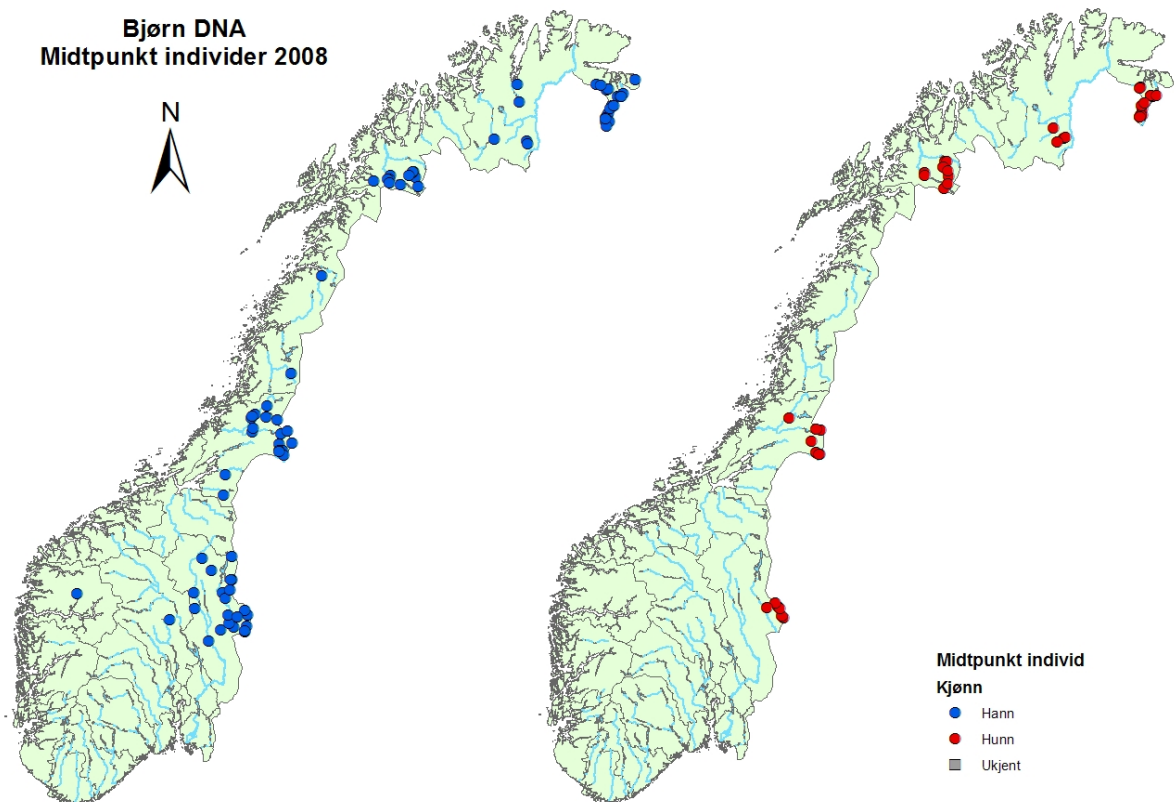 Bjørn DNA
Midtpunkt individer 2008
N
Midtpunkt individ
Kjønn
Hann
Hunn
Ukjent